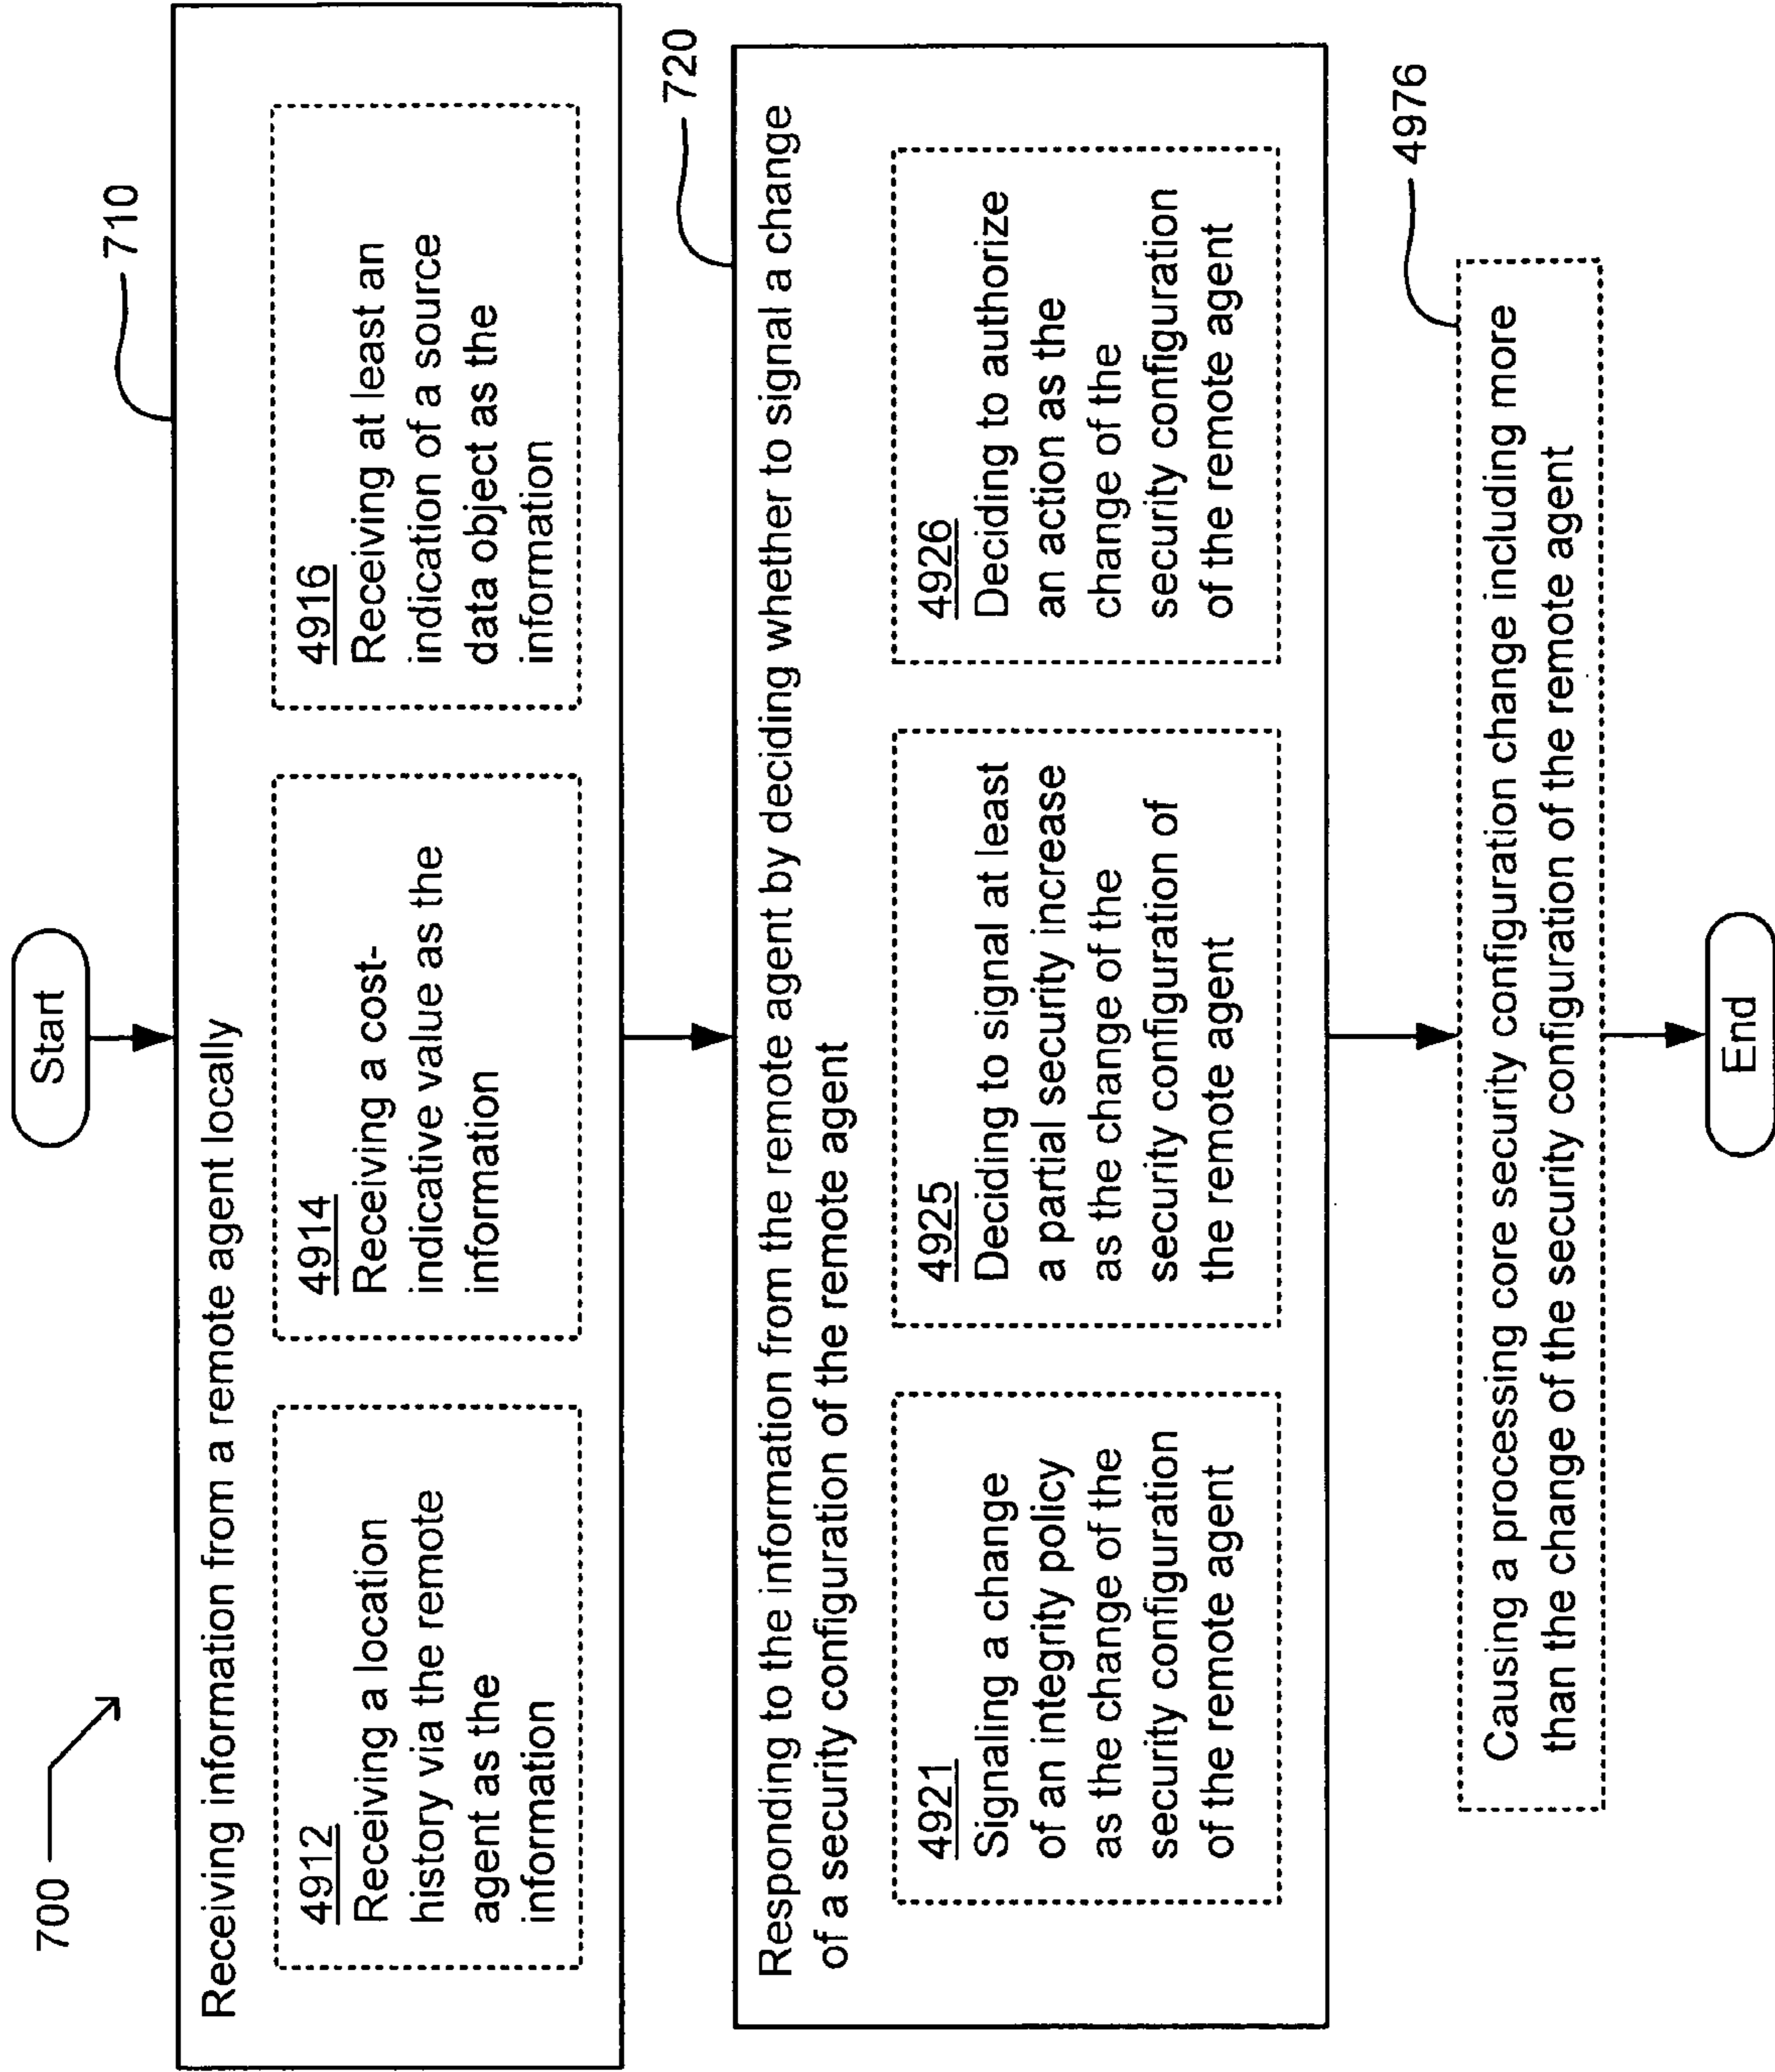 700
Start
710
Receiving information from a remote agent locally
4912
Receiving a location
history via the remote
agent as the
information
4914
Receiving a cost-
indicative value as the
information
4916
Receiving at least an
indication of a source
data object as the
information
720
Responding to the information from the remote agent by deciding whether to signal a change
of a security configuration of the remote agent
4921
Signaling a change
of an integrity policy
as the change of the
security configuration
of the remote agent
4925
Deciding to signal at least
a partial security increase
as the change of the
security configuration of
the remote agent
4926
Deciding to authorize
an action as the
change of the
security configuration
of the remote agent
4976
Causing a processing core security configuration change including more
than the change of the security configuration of the remote agent
End